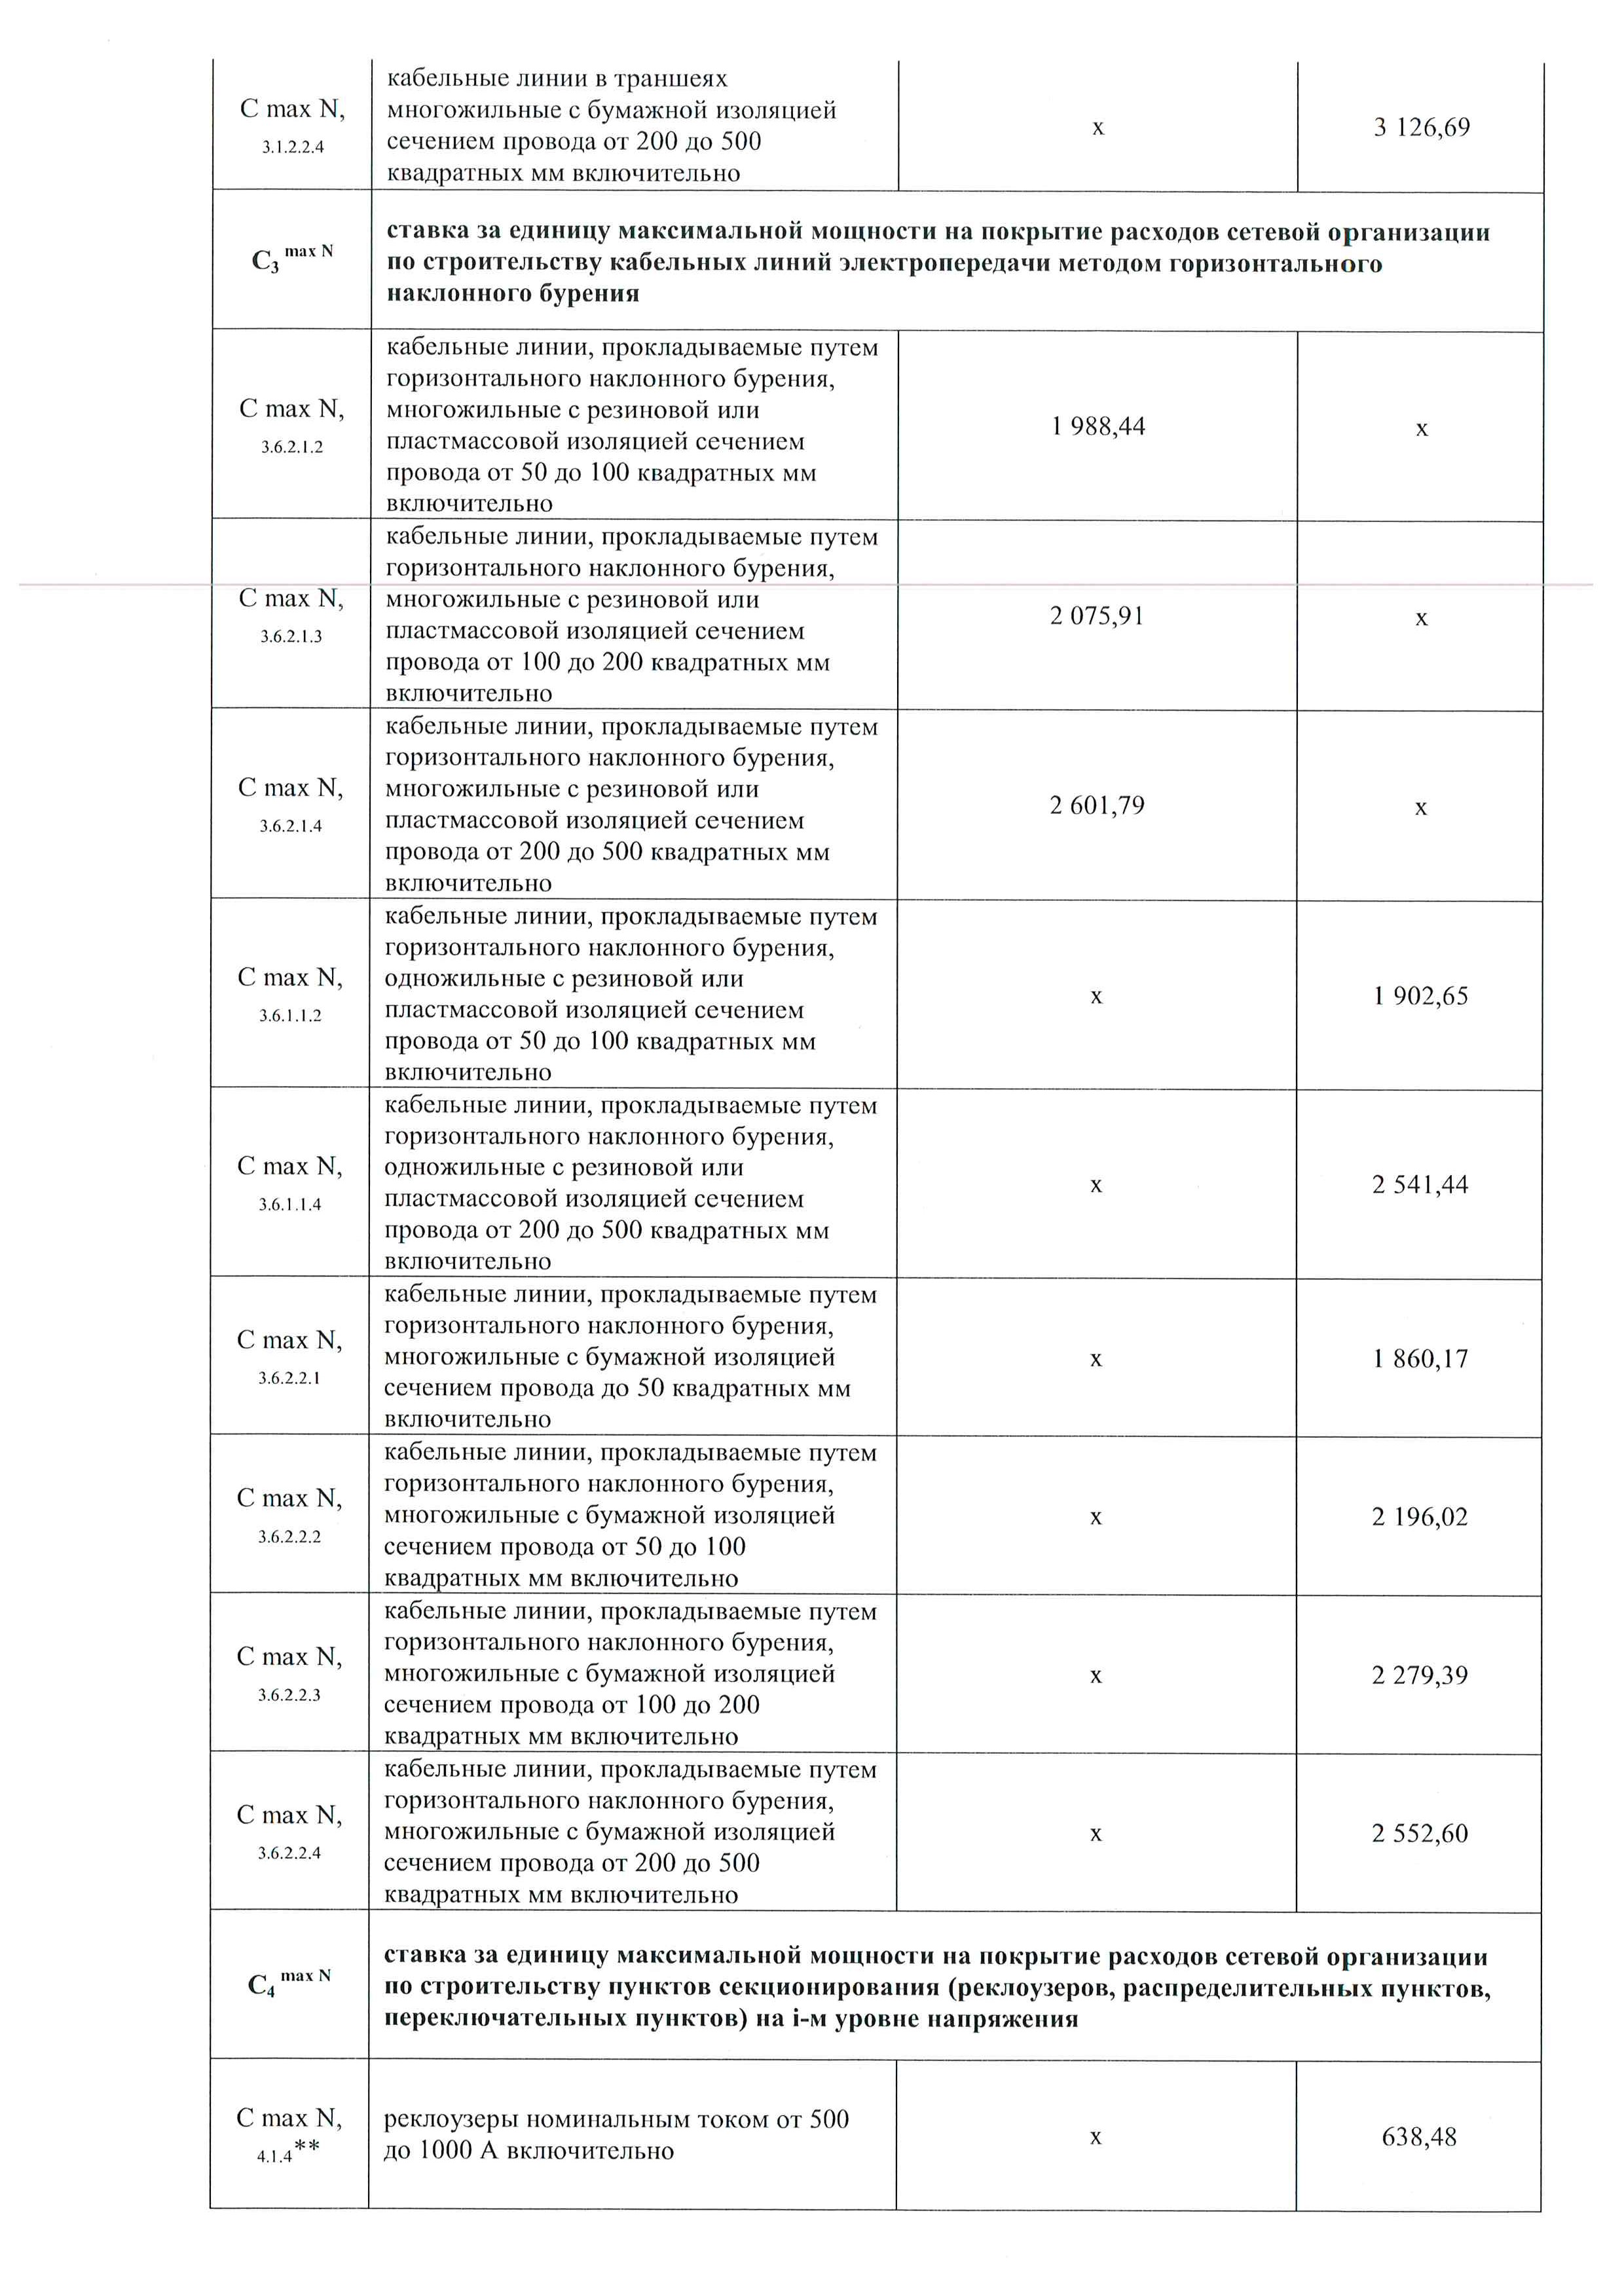 кабельные линии в траншеях
C max N,
3.1.2.2.4
многожильные с бумажной изоляцией
сечением провода от 200 до 500
квадратных мм включительно
x
3 126,69
C₃ max N
ставка за единицу максимальной мощности на покрытие расходов сетевой организации
по строительству кабельных линий электропередачи методом горизонтального
наклонного бурения
C max N,
3.6.2.1.2
кабельные линии, прокладываемые путем
горизонтального наклонного бурения,
многожильные с резиновой или
пластмассовой изоляцией сечением
провода от 50 до 100 квадратных мм
включительно
1 988,44
x
C max N,
3.6.2.1.3
кабельные линии, прокладываемые путем
горизонтального наклонного бурения,
многожильные с резиновой или
пластмассовой изоляцией сечением
провода от 100 до 200 квадратных мм
включительно
2 075,91
x
C max N,
3.6.2.1.4
кабельные линии, прокладываемые путем
горизонтального наклонного бурения,
многожильные с резиновой или
пластмассовой изоляцией сечением
провода от 200 до 500 квадратных мм
включительно
2 601,79
x
C max N,
3.6.1.1.2
кабельные линии, прокладываемые путем
горизонтального наклонного бурения,
одножильные с резиновой или
пластмассовой изоляцией сечением
провода от 50 до 100 квадратных мм
включительно
x
1 902,65
C max N,
3.6.1.1.4
кабельные линии, прокладываемые путем
горизонтального наклонного бурения,
одножильные с резиновой или
пластмассовой изоляцией сечением
провода от 200 до 500 квадратных мм
включительно
x
2 541,44
C max N,
3.6.2.2.1
кабельные линии, прокладываемые путем
горизонтального наклонного бурения,
многожильные с бумажной изоляцией
сечением провода до 50 квадратных мм
включительно
x
1 860,17
C max N,
3.6.2.2.2
кабельные линии, прокладываемые путем
горизонтального наклонного бурения,
многожильные с бумажной изоляцией
сечением провода от 50 до 100
квадратных мм включительно
x
2 196,02
C max N,
3.6.2.2.3
кабельные линии, прокладываемые путем
горизонтального наклонного бурения,
многожильные с бумажной изоляцией
сечением провода от 100 до 200
квадратных мм включительно
x
2 279,39
C max N,
3.6.2.2.4
кабельные линии, прокладываемые путем
горизонтального наклонного бурения,
многожильные с бумажной изоляцией
сечением провода от 200 до 500
квадратных мм включительно
x
2 552,60
C₄ max N
ставка за единицу максимальной мощности на покрытие расходов сетевой организации
по строительству пунктов секционирования (реклоузеров, распределительных пунктов,
переключательных пунктов) на i-м уровне напряжения
C max N,
4.1.4**
реклоузеры номинальным током от 500
до 1000 А включительно
x
638,48